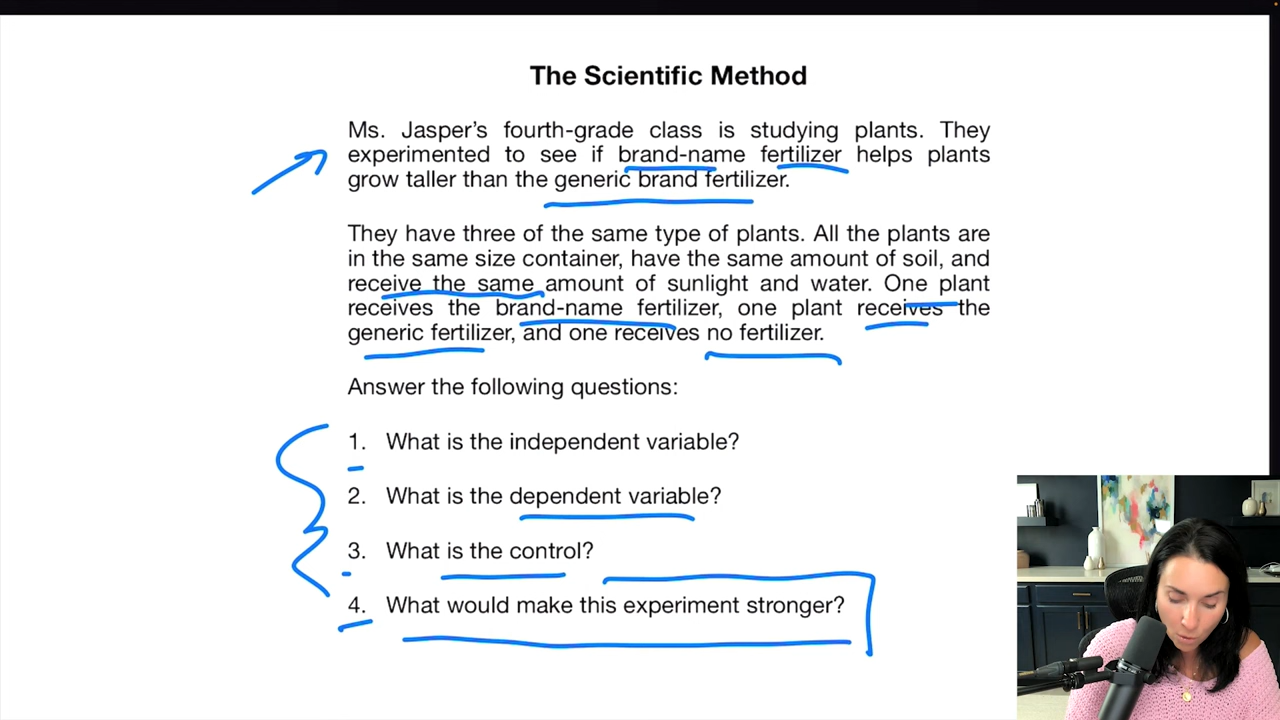 The Scientific Method
Ms. Jasper's fourth-grade class is studying plants. They
experimented to see if brand-name fertilizer helps plants
grow taller than the generic brand fertilizer.
They have three of the same type of plants. All the plants are
in the same size container, have the same amount of soil, and
receive the same amount of sunlight and water. One plant
receives the brand-name fertilizer, one plant receives the
generic fertilizer, and one receives no fertilizer.
Answer the following questions:
1. What is the independent variable?
2. What is the dependent variable?
3. What is the control?
4. What would make this experiment stronger?